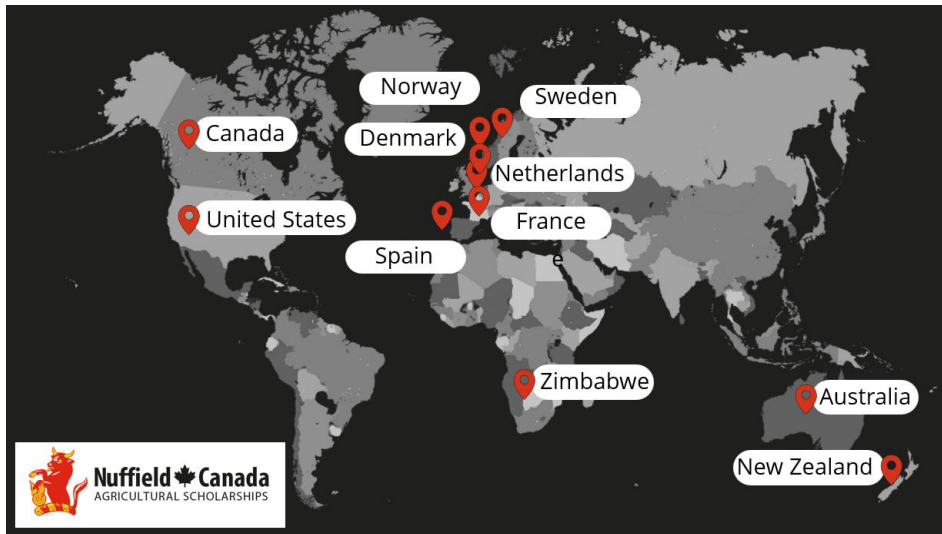 Norway
Sweden
Canada
Denmark
Netherlands
United States
France
Spain
e
Zimbabwe
Australia
New Zealand
Nuffield Canada
AGRICULTURAL SCHOLARSHIPS